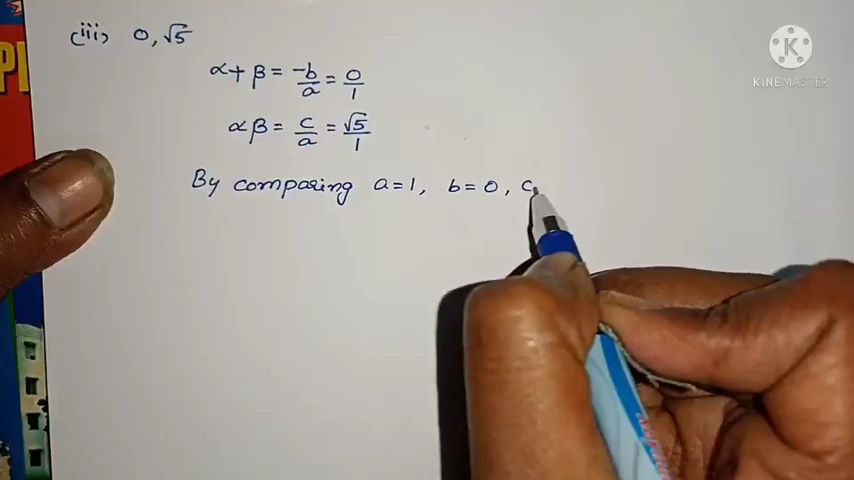 (iii) 0, √5
α + β = -b/a = 0/1
αβ = c/a = √5/1
By comparing a = 1, b = 0, c
KINEMASTER